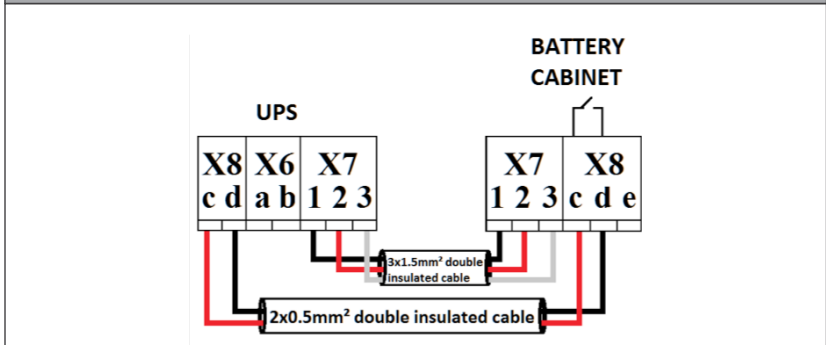 BATTERY
CABINET
UPS
X8 X6 X7
c d a b 1 2 3
X7 X8
1 2 3 c d e
3x1.5mm² double
insulated cable
2x0.5mm² double insulated cable